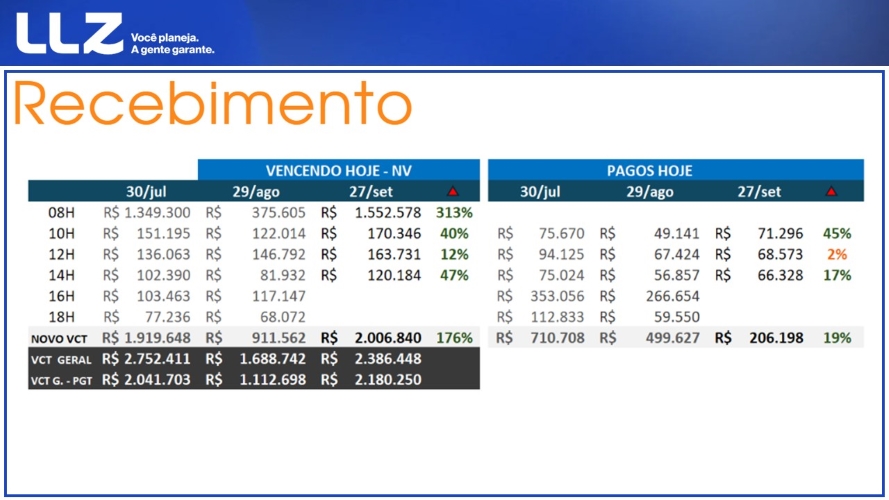 LLZ Você planeja.
A gente garante.
Recebimento
VENCENDO HOJE - NV PAGOS HOJE
30/jul 29/ago 27/set 30/jul 29/ago 27/set
08H R$ 1.349.300 R$ 375.605 R$ 1.552.578 313%
10H R$ 151.195 R$ 122.014 R$ 170.346 40% R$ 75.670 R$ 49.141 R$ 71.296 45%
12H R$ 136.063 R$ 146.792 R$ 163.731 12% R$ 94.125 R$ 67.424 R$ 68.573 2%
14H R$ 102.390 R$ 81.932 R$ 120.184 47% R$ 75.024 R$ 56.857 R$ 66.328 17%
16H R$ 103.463 R$ 117.147 R$ 353.056 R$ 266.654
18H R$ 77.236 R$ 68.072 R$ 112.833 R$ 59.550
NOVO VCT R$ 1.919.648 R$ 911.562 R$ 2.006.840 176% R$ 710.708 R$ 499.627 R$ 206.198 19%
VCT GERAL R$ 2.752.411 R$ 1.688.742 R$ 2.386.448
VCT G. - PGT R$ 2.041.703 R$ 1.112.698 R$ 2.180.250